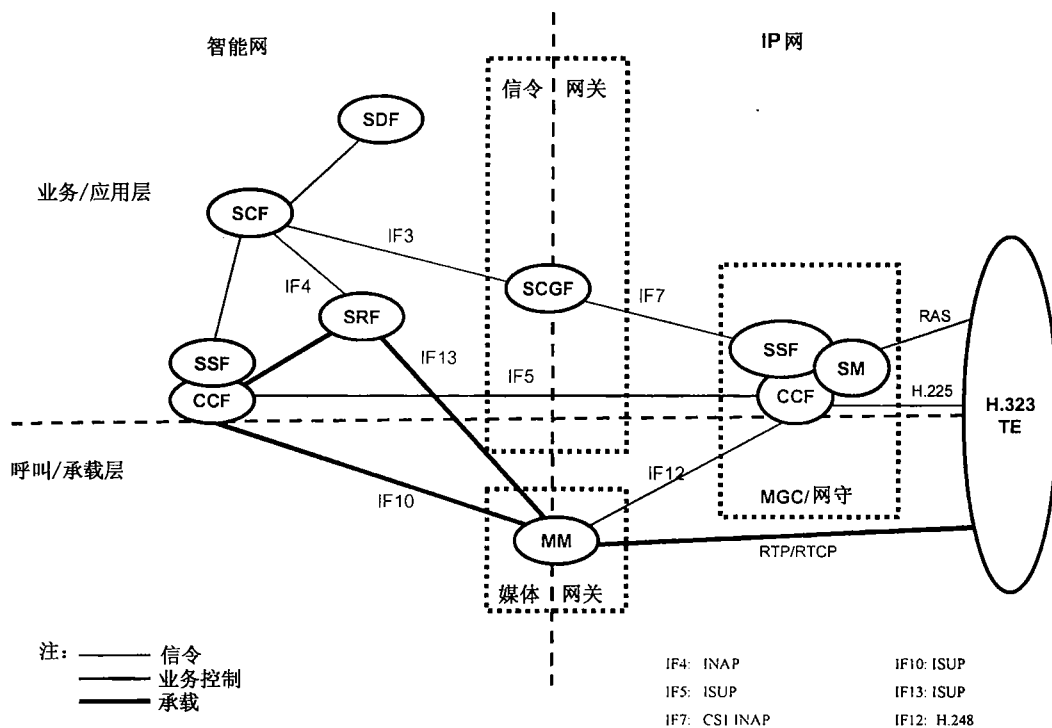 智能网
IP 网
信令 网关
SDF
业务/应用层
SCF
IF3
SCGF
IF7
IF4
SRF
RAS
SSF
SSF
SM
IF13
IF5
CCF
CCF
H.225
H.323
TE
呼叫/承载层
IF12
IF10
MGC/网守
MM
RTP/RTCP
媒体 网关
注: 信令
业务控制
承载
IF4: INAP
IF10: ISUP
IF5: ISUP
IF13: ISUP
IF7: CS1 INAP
IF12: H.248